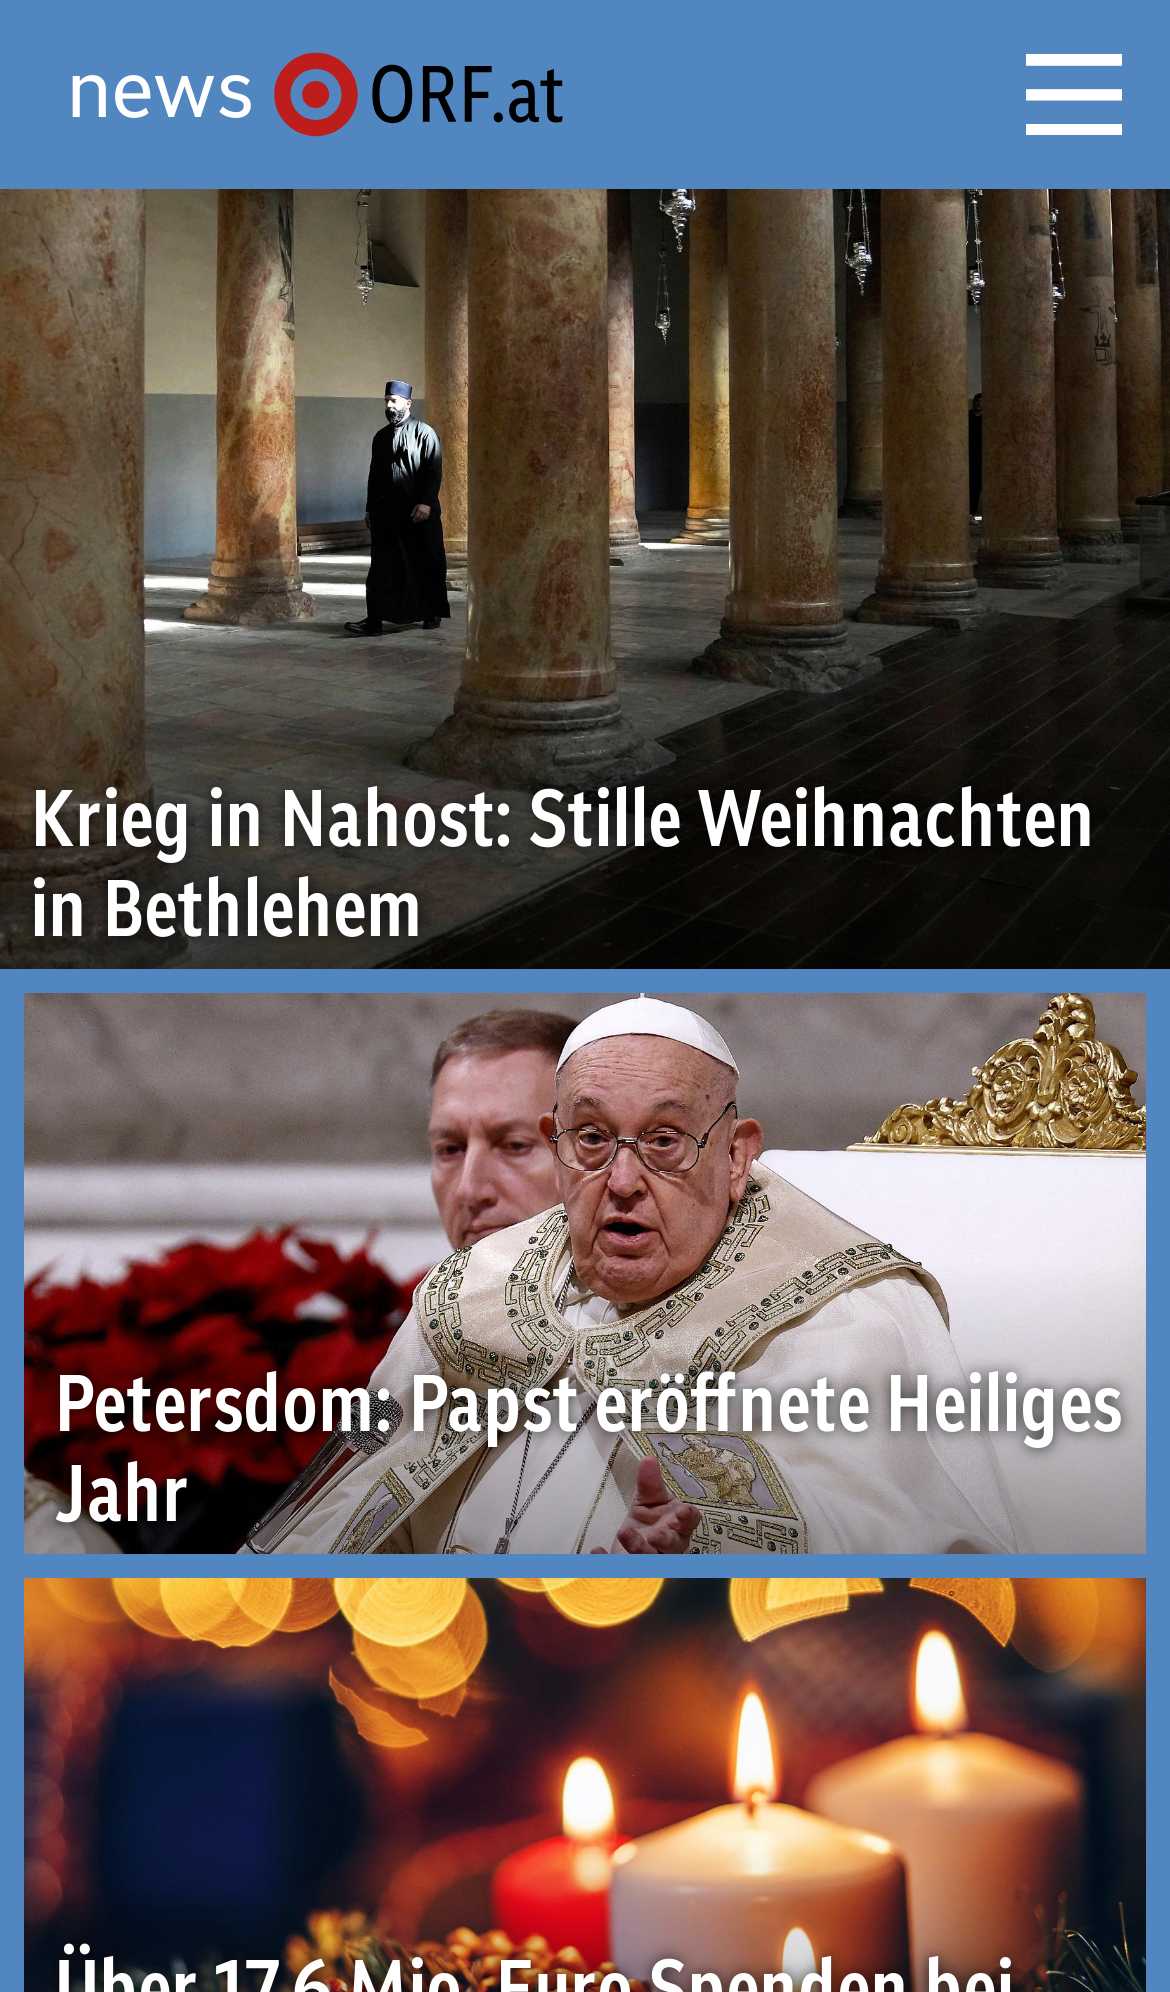 news ORF.at
Krieg in Nahost: Stille Weihnachten
in Bethlehem
Petersdom: Papst eröffnete Heiliges
Jahr
Über 17,6 Mio. Euro Spenden bei